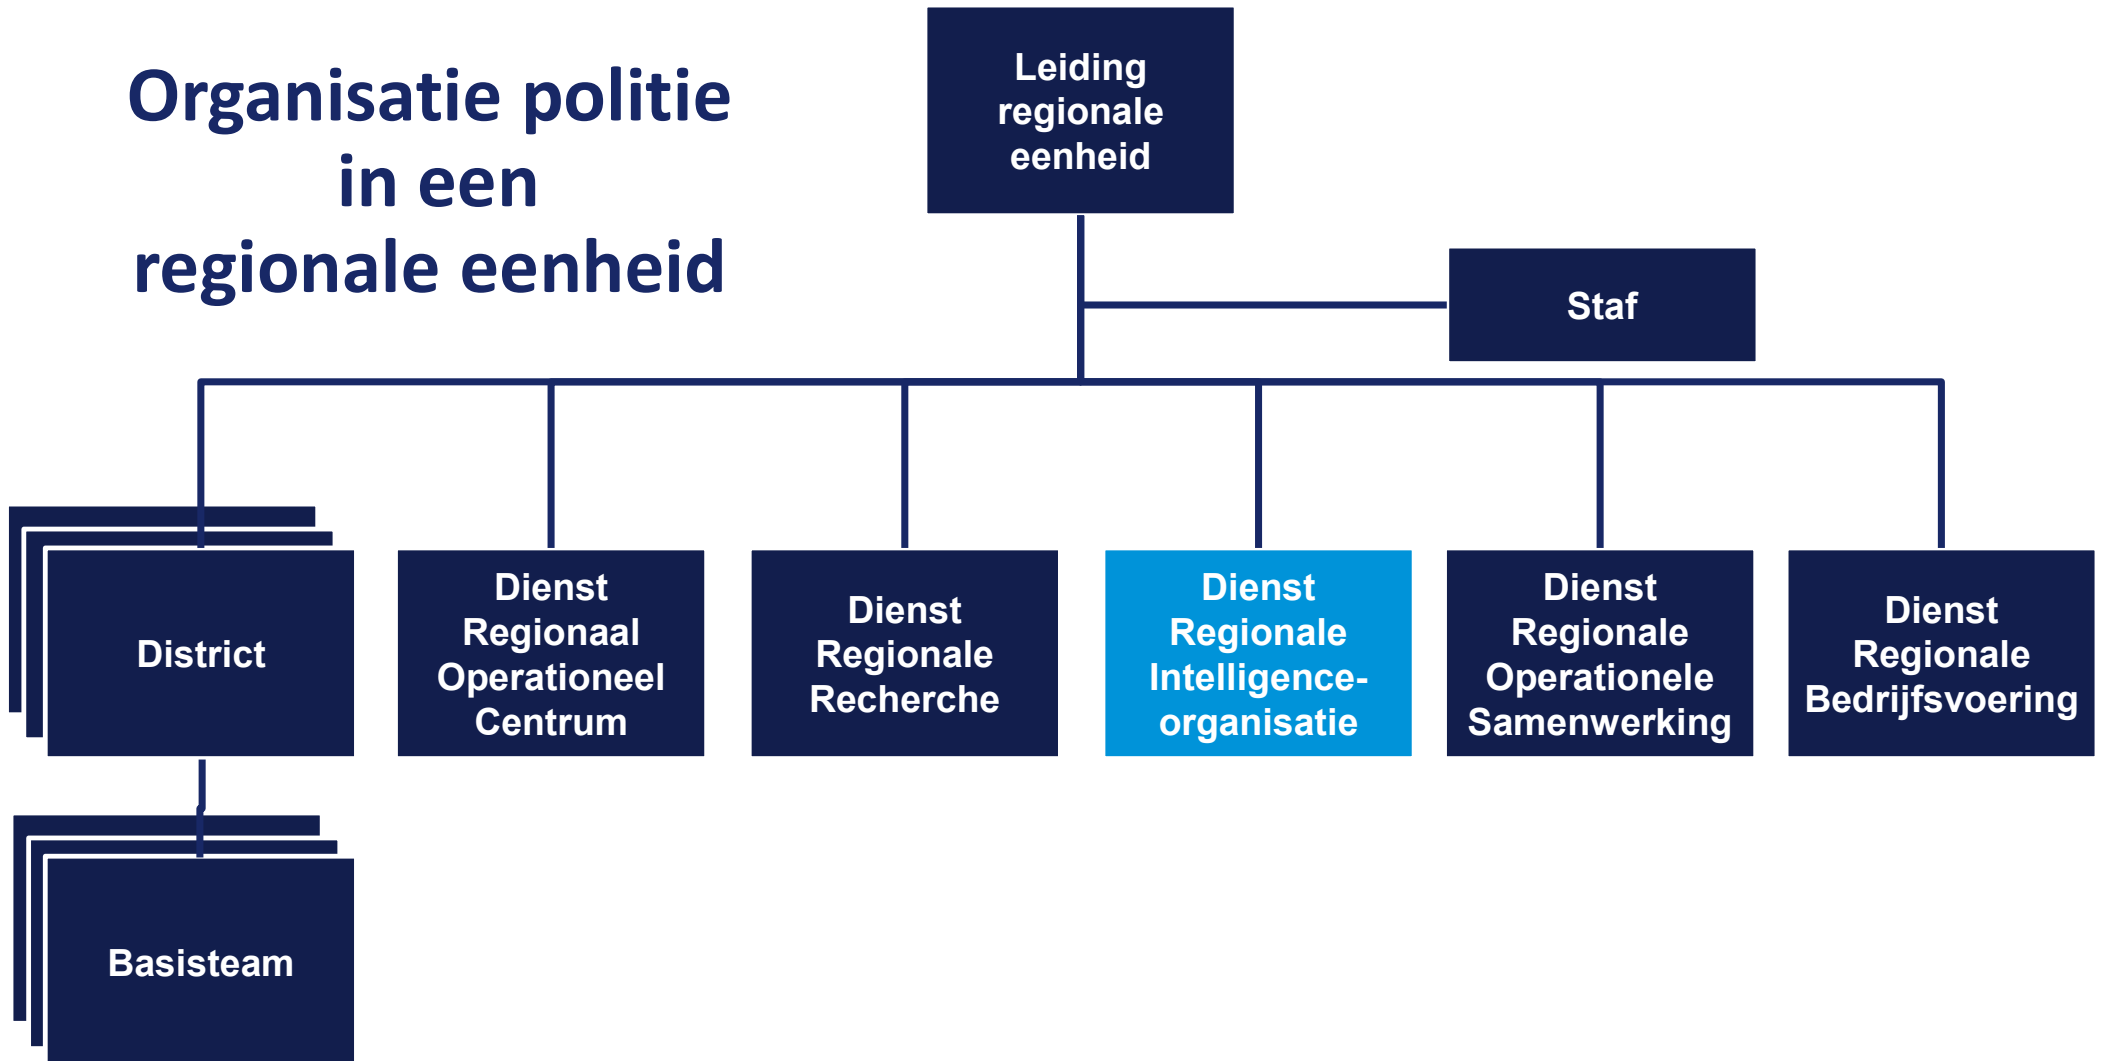 Organisatie politie
in een
regionale eenheid
Leiding
regionale
eenheid
Staf
District
Dienst
Regionaal
Operationeel
Centrum
Dienst
Regionale
Recherche
Dienst
Regionale
Intelligence-
organisatie
Dienst
Regionale
Operationele
Samenwerking
Dienst
Regionale
Bedrijfsvoering
Basisteam